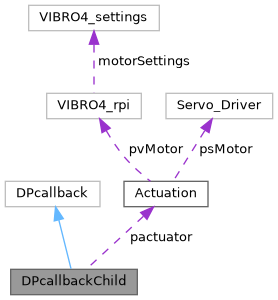 VIBRO4_settings
motorSettings
VIBRO4_rpi
Servo_Driver
pvMotor
psMotor
DPcallback
Actuation
pactuator
DPcallbackChild